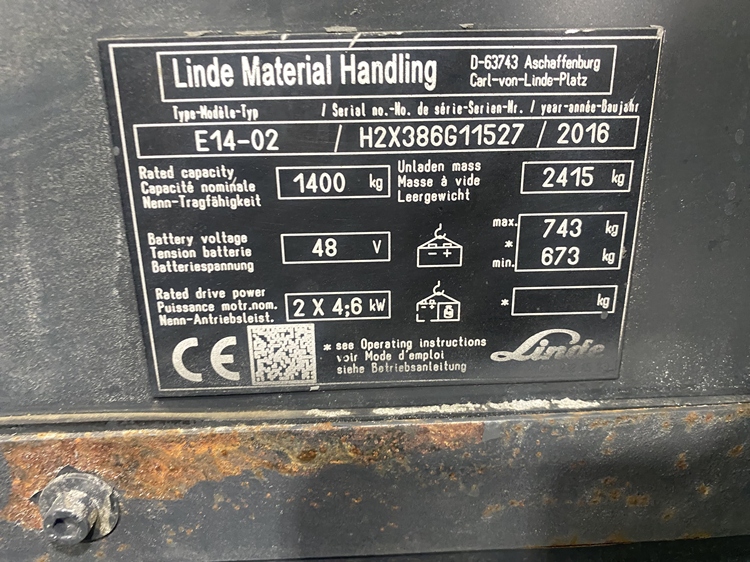 Linde Material Handling
D-63743 Aschaffenburg
Carl-von-Linde-Platz
Type-Modèle-Typ / Serial no.-No. de série-Serien-Nr. / year-année-Baujahr
E14-02 / H2X386G11527 / 2016
Rated capacity
Capacité nominale
Nenn-Tragfähigkeit
1400 kg
Unladen mass
Masse à vide
Leergewicht
2415 kg
Battery voltage
Tension batterie
Batteriespannung
48 V
- +
max. 743 kg
*
min. 673 kg
Rated drive power
Puissance motr.nom.
Nenn-Antriebsleist.
2 X 4;6 kW
- +
* kg
CE
* see Operating instructions
voir Mode d'emploi
siehe Betriebsanleitung
Linde